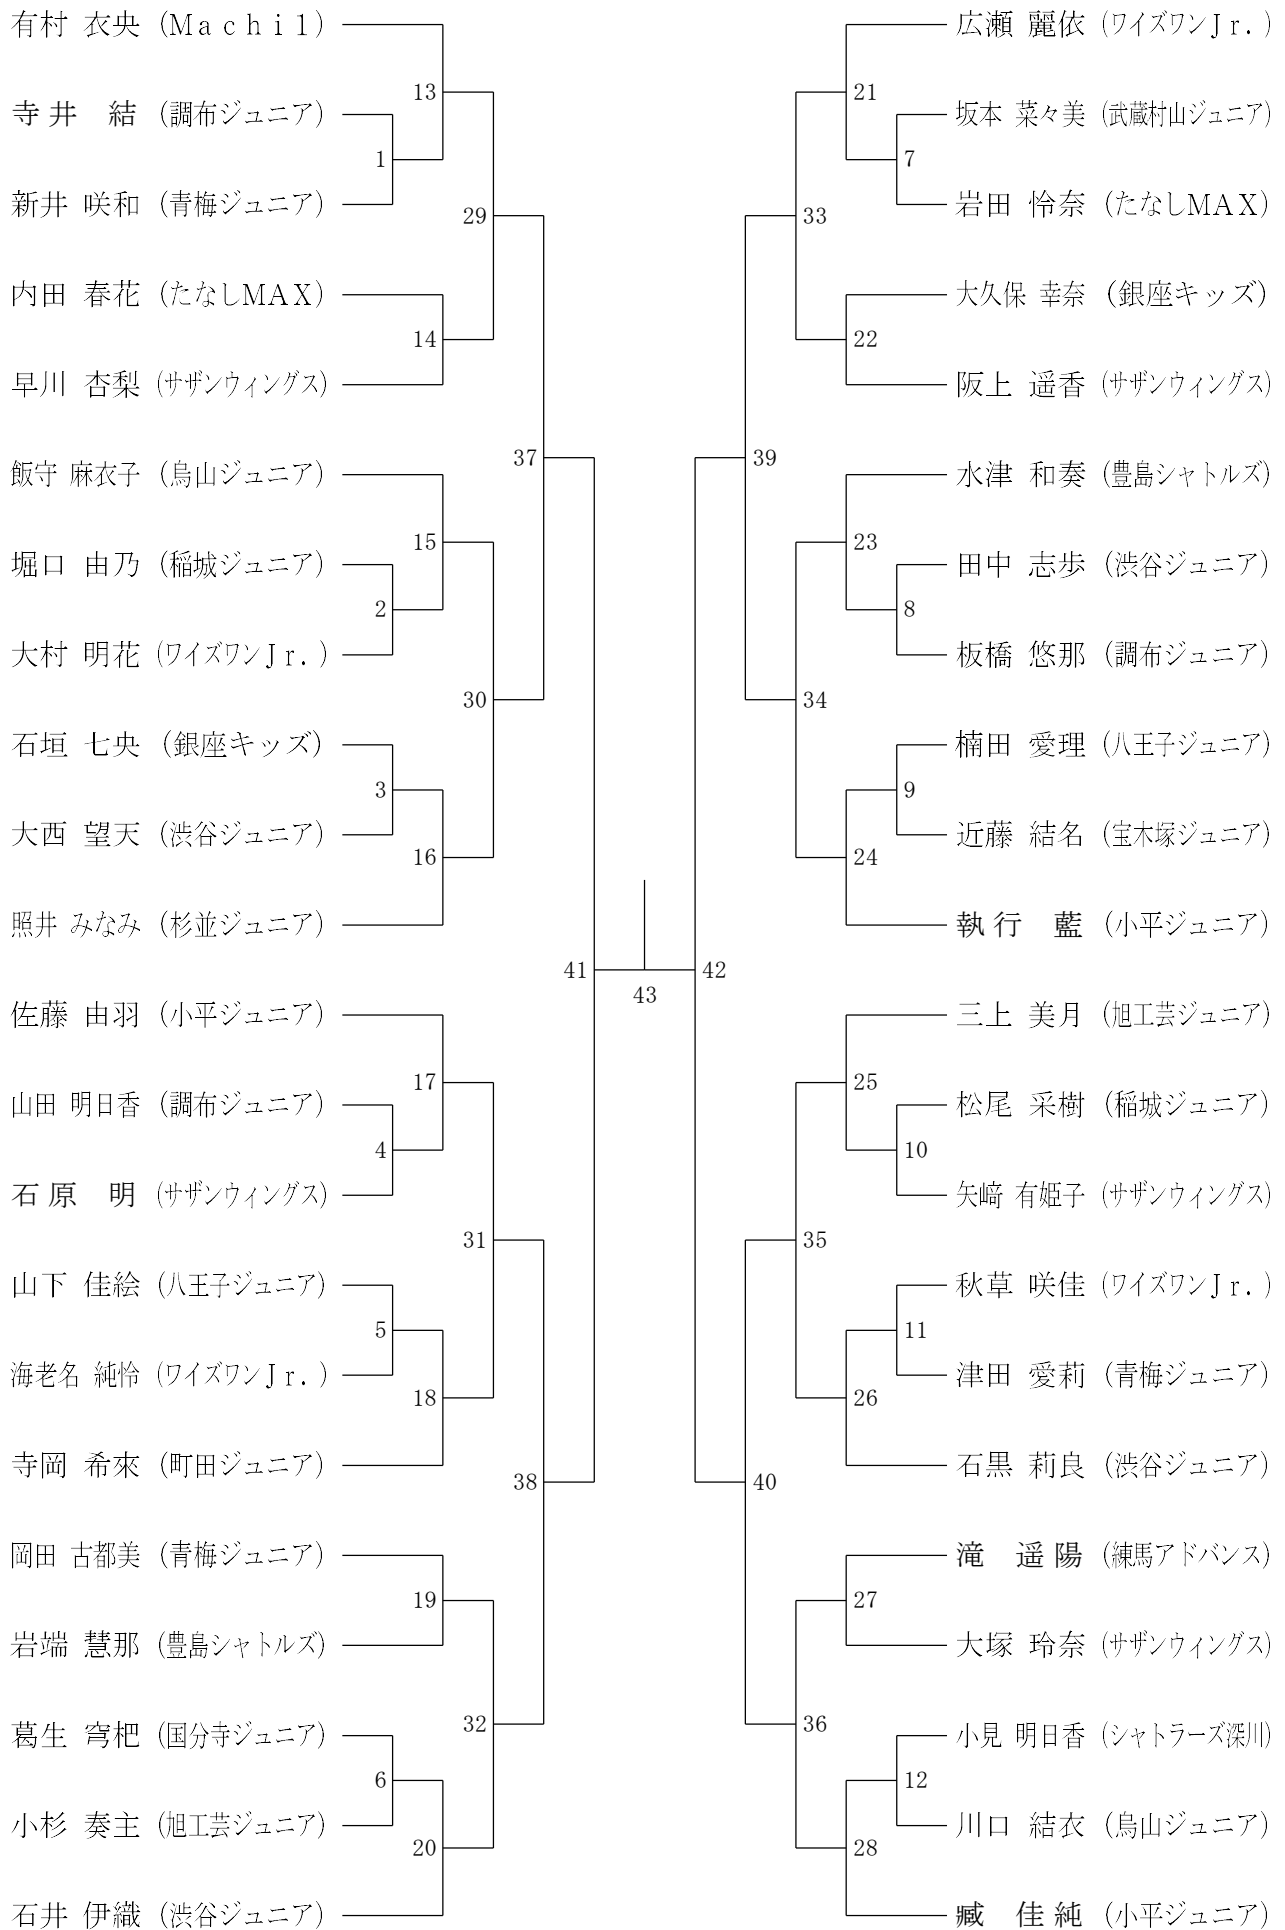 有村 衣央 (Machi1)
寺井 結 (調布ジュニア)
新井 咲和 (青梅ジュニア)
内田 春花 (たなしMAX)
早川 杏梨 (サザンウィングス)
飯守 麻衣子 (烏山ジュニア)
堀口 由乃 (稲城ジュニア)
大村 明花 (ワイズワンJr.)
石垣 七央 (銀座キッズ)
大西 望天 (渋谷ジュニア)
照井 みなみ (杉並ジュニア)
佐藤 由羽 (小平ジュニア)
山田 明日香 (調布ジュニア)
石原 明 (サザンウィングス)
山下 佳絵 (八王子ジュニア)
海老名 純怜 (ワイズワンJr.)
寺岡 希來 (町田ジュニア)
岡田 古都美 (青梅ジュニア)
岩端 慧那 (豊島シャトルズ)
葛生 穹杷 (国分寺ジュニア)
小杉 奏主 (旭工芸ジュニア)
石井 伊織 (渋谷ジュニア)
1
2
3
4
5
6
13
14
15
16
17
18
19
20
29
30
31
32
37
38
41
43
42
39
40
33
34
35
36
21
22
23
24
25
26
27
28
7
8
9
10
11
12
広瀬 麗依 (ワイズワンJr.)
坂本 菜々美 (武蔵村山ジュニア)
岩田 怜奈 (たなしMAX)
大久保 幸奈 (銀座キッズ)
阪上 遥香 (サザンウィングス)
水津 和奏 (豊島シャトルズ)
田中 志歩 (渋谷ジュニア)
板橋 悠那 (調布ジュニア)
楠田 愛理 (八王子ジュニア)
近藤 結名 (宝木塚ジュニア)
執行 藍 (小平ジュニア)
三上 美月 (旭工芸ジュニア)
松尾 采樹 (稲城ジュニア)
矢﨑 有姫子 (サザンウィングス)
秋草 咲佳 (ワイズワンJr.)
津田 愛莉 (青梅ジュニア)
石黒 莉良 (渋谷ジュニア)
滝 遥陽 (練馬アドバンス)
大塚 玲奈 (サザンウィングス)
小見 明日香 (シャトラーズ深川)
川口 結衣 (烏山ジュニア)
臧 佳純 (小平ジュニア)